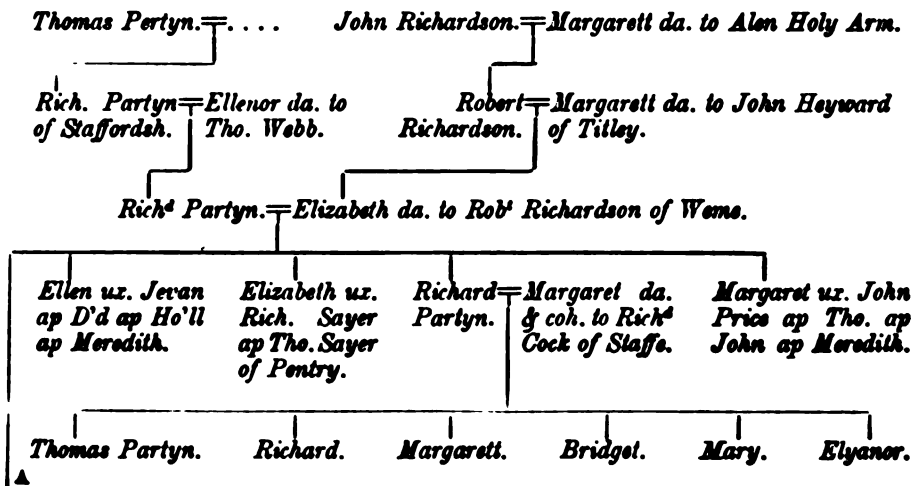 Thomas Pertyn.=. . . . John Richardson.=Margarett da. to Alen Holy Arm.
Rich. Partyn=Ellenor da. to Robert=Margarett da. to John Heyward
of Staffordsh. Tho. Webb. Richardson. of Titley.
Richᵈ Partyn.=Elizabeth da. to Robᵗ Richardson of Weme.
Ellen ux. Jevan Elizabeth ux. Richard=Margaret da. Margaret ux. John
ap D'd ap Ho'll Rich. Sayer Partyn. & coh. to Richᵈ Price ap Tho. ap
ap Meredith. ap Tho. Sayer Cock of Staffe. John ap Meredith.
of Pentry.
Thomas Partyn. Richard. Margarett. Bridget. Mary. Elyanor.
A